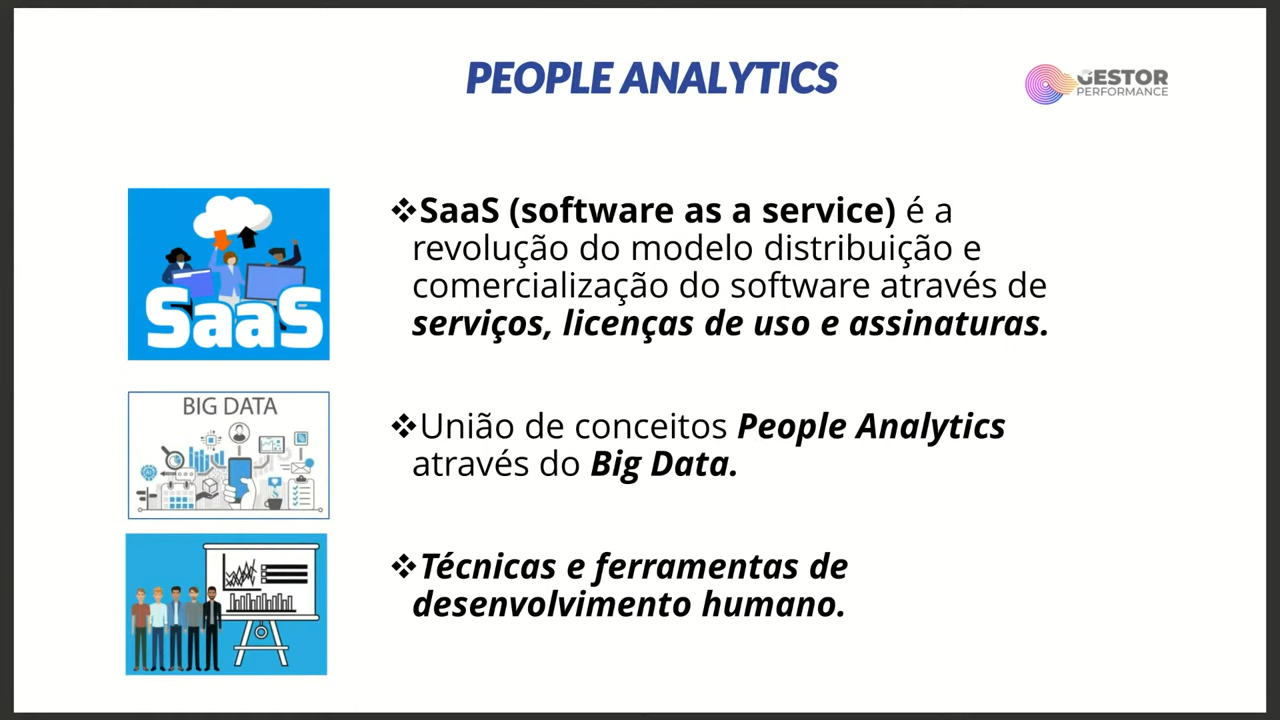 PEOPLE ANALYTICS
GESTOR
PERFORMANCE
SaaS
❖SaaS (software as a service) é a
revolução do modelo distribuição e
comercialização do software através de
serviços, licenças de uso e assinaturas.
BIG DATA
❖União de conceitos People Analytics
através do Big Data.
❖Técnicas e ferramentas de
desenvolvimento humano.